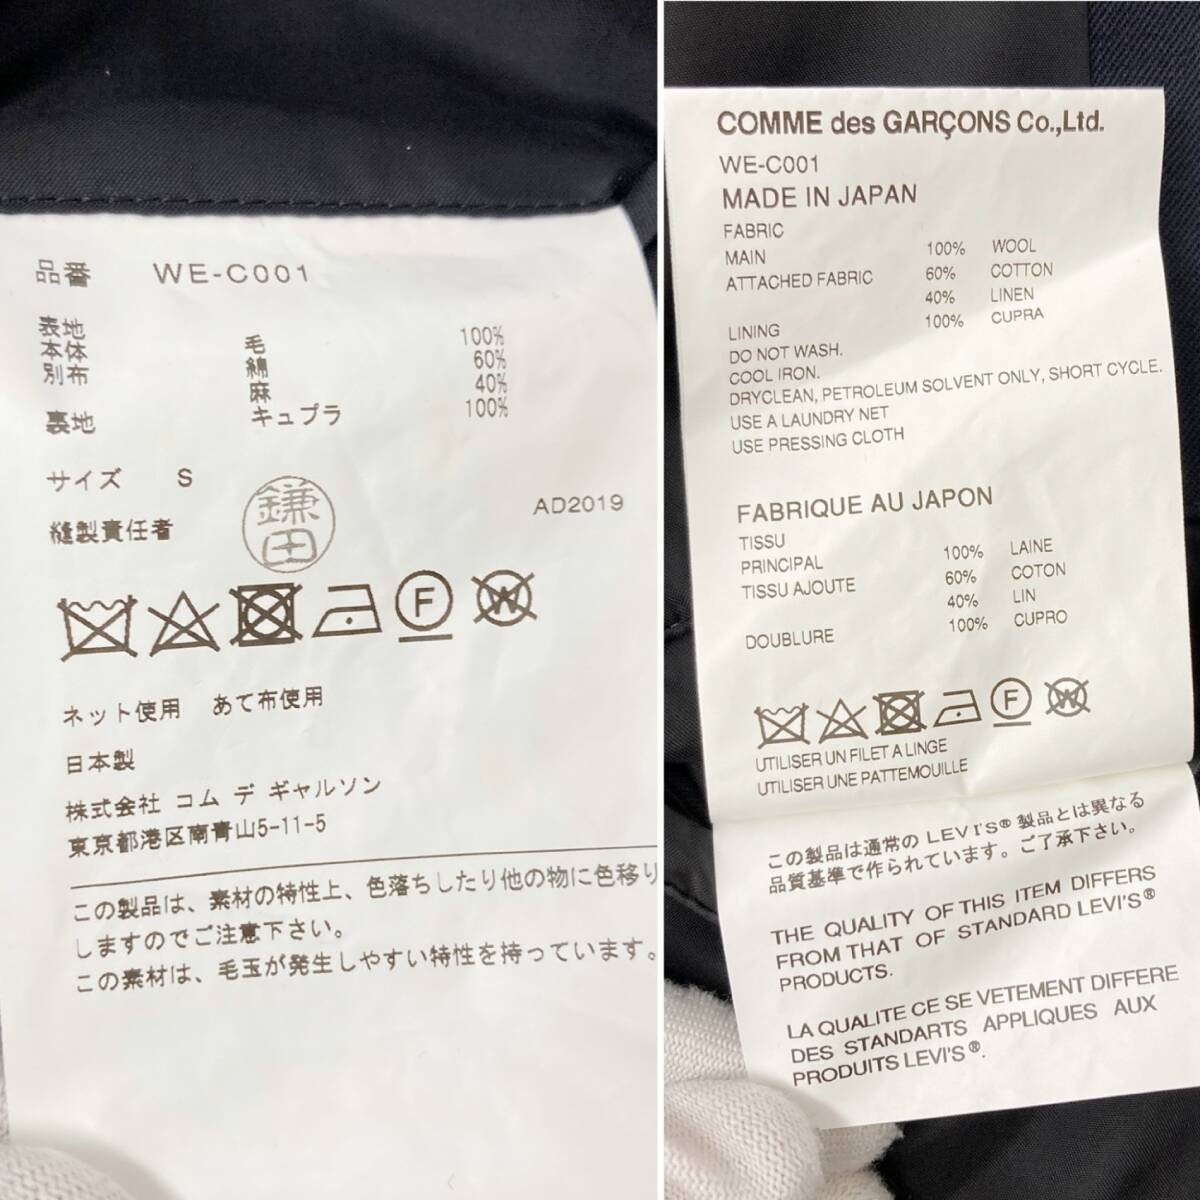 品番 WE-C001
表地
本体 毛 100%
別布 綿 60%
麻 40%
裏地 キュプラ 100%
サイズ S
AD2019
縫製責任者 鎌田
F
W
ネット使用 あて布使用
日本製
株式会社 コム デ ギャルソン
東京都港区南青山5-11-5
この製品は、素材の特性上、色落ちしたり他の物に色移り
しますのでご注意下さい。
この素材は、毛玉が発生しやすい特性を持っています。
COMME des GARÇONS Co.,Ltd.
WE-C001
MADE IN JAPAN
FABRIC
MAIN 100% WOOL
ATTACHED FABRIC 60% COTTON
40% LINEN
LINING 100% CUPRA
DO NOT WASH.
COOL IRON.
DRYCLEAN, PETROLEUM SOLVENT ONLY, SHORT CYCLE.
USE A LAUNDRY NET
USE PRESSING CLOTH
FABRIQUE AU JAPON
TISSU
PRINCIPAL 100% LAINE
TISSU AJOUTE 60% COTON
40% LIN
DOUBLURE 100% CUPRO
F
W
UTILISER UN FILET A LINGE
UTILISER UNE PATTEMOUILLE
この製品は通常の LEVI'S® 製品とは異なる
品質基準で作られています。ご了承下さい。
THE QUALITY OF THIS ITEM DIFFERS
FROM THAT OF STANDARD LEVI'S®
PRODUCTS.
LA QUALITE CE SE VETEMENT DIFFERE
DES STANDARTS APPLIQUES AUX
PRODUITS LEVI'S®.